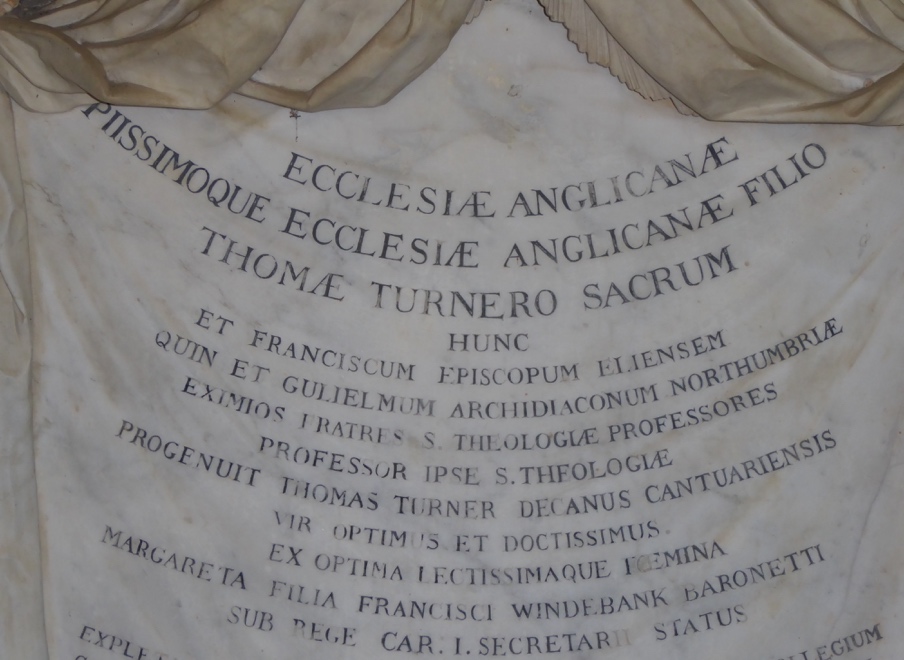 ECCLESIÆ ANGLICANÆ
PIISSIMOQUE ECCLESIÆ ANGLICANÆ FILIO
THOMÆ TURNERO SACRUM.
HUNC
ET FRANCISCUM EPISCOPUM ELIENSEM
QUIN ET GULIELMUM ARCHIDIACONUM NORTHUMBRIÆ
EXIMIOS FRATRES S. THEOLOGIÆ PROFESSORES
PROFESSOR IPSE S. THEOLOGIÆ
PROGENUIT THOMAS TURNER DECANUS CANTUARIENSIS
VIR OPTIMUS ET DOCTISSIMUS.
EX OPTIMA LECTISSIMAQUE FŒMINA
MARGARETA FILIA FRANCISCI WINDEBANK BARONETTI
SUB REGE CAR. I. SECRETARII STATUS